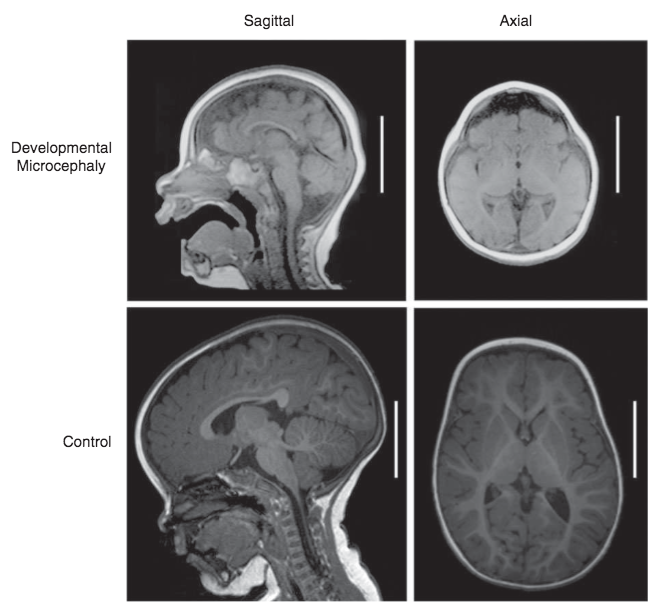 Sagittal
Axial
Developmental
Microcephaly
Control